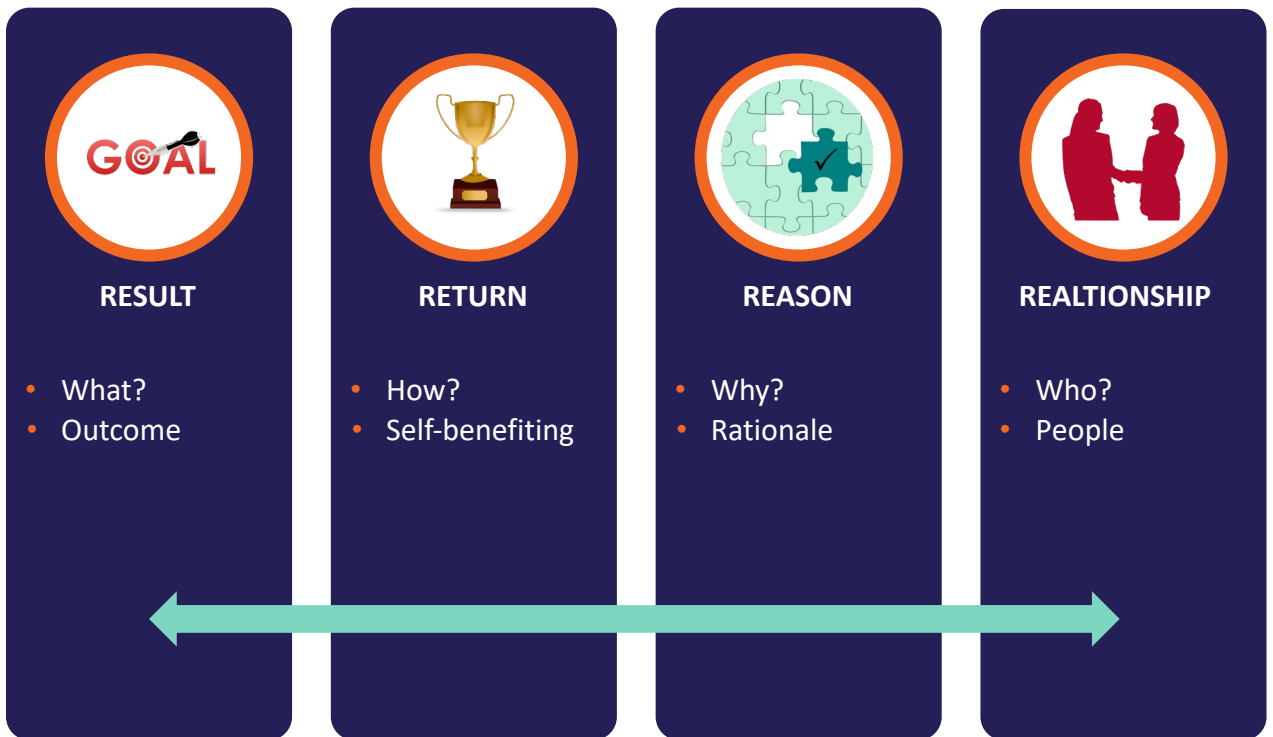 GOAL
RESULT
• What?
• Outcome
RETURN
• How?
• Self-benefiting
REASON
• Why?
• Rationale
REALTIONSHIP
• Who?
• People